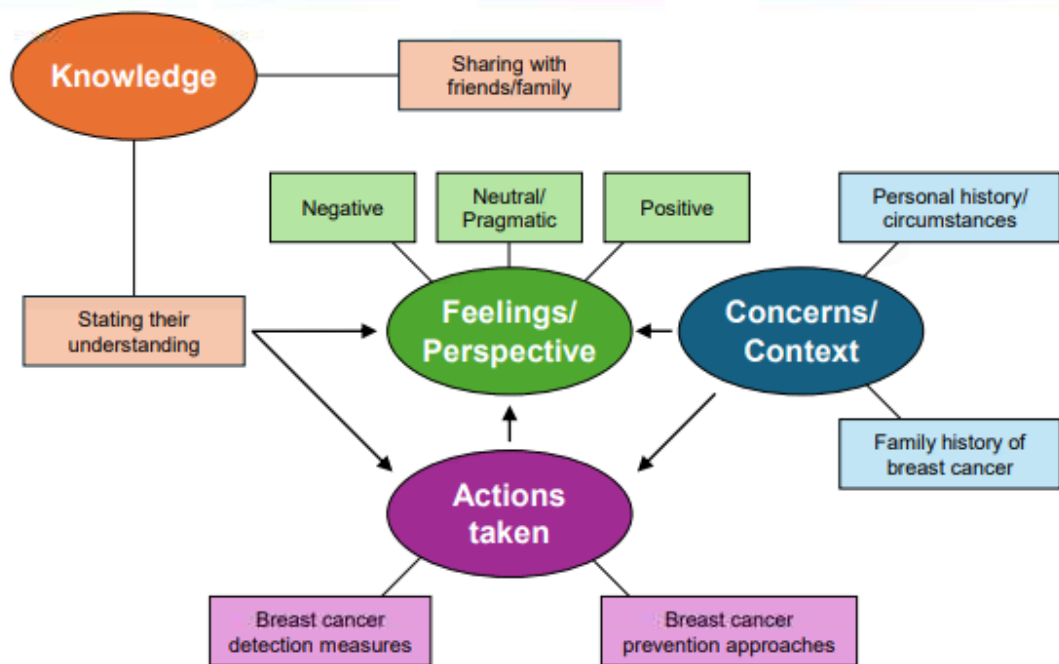 Knowledge
Sharing with
friends/family
Negative
Neutral/
Pragmatic
Positive
Personal history/
circumstances
Stating their
understanding
Feelings/
Perspective
Concerns/
Context
Family history of
breast cancer
Actions
taken
Breast cancer
detection measures
Breast cancer
prevention approaches